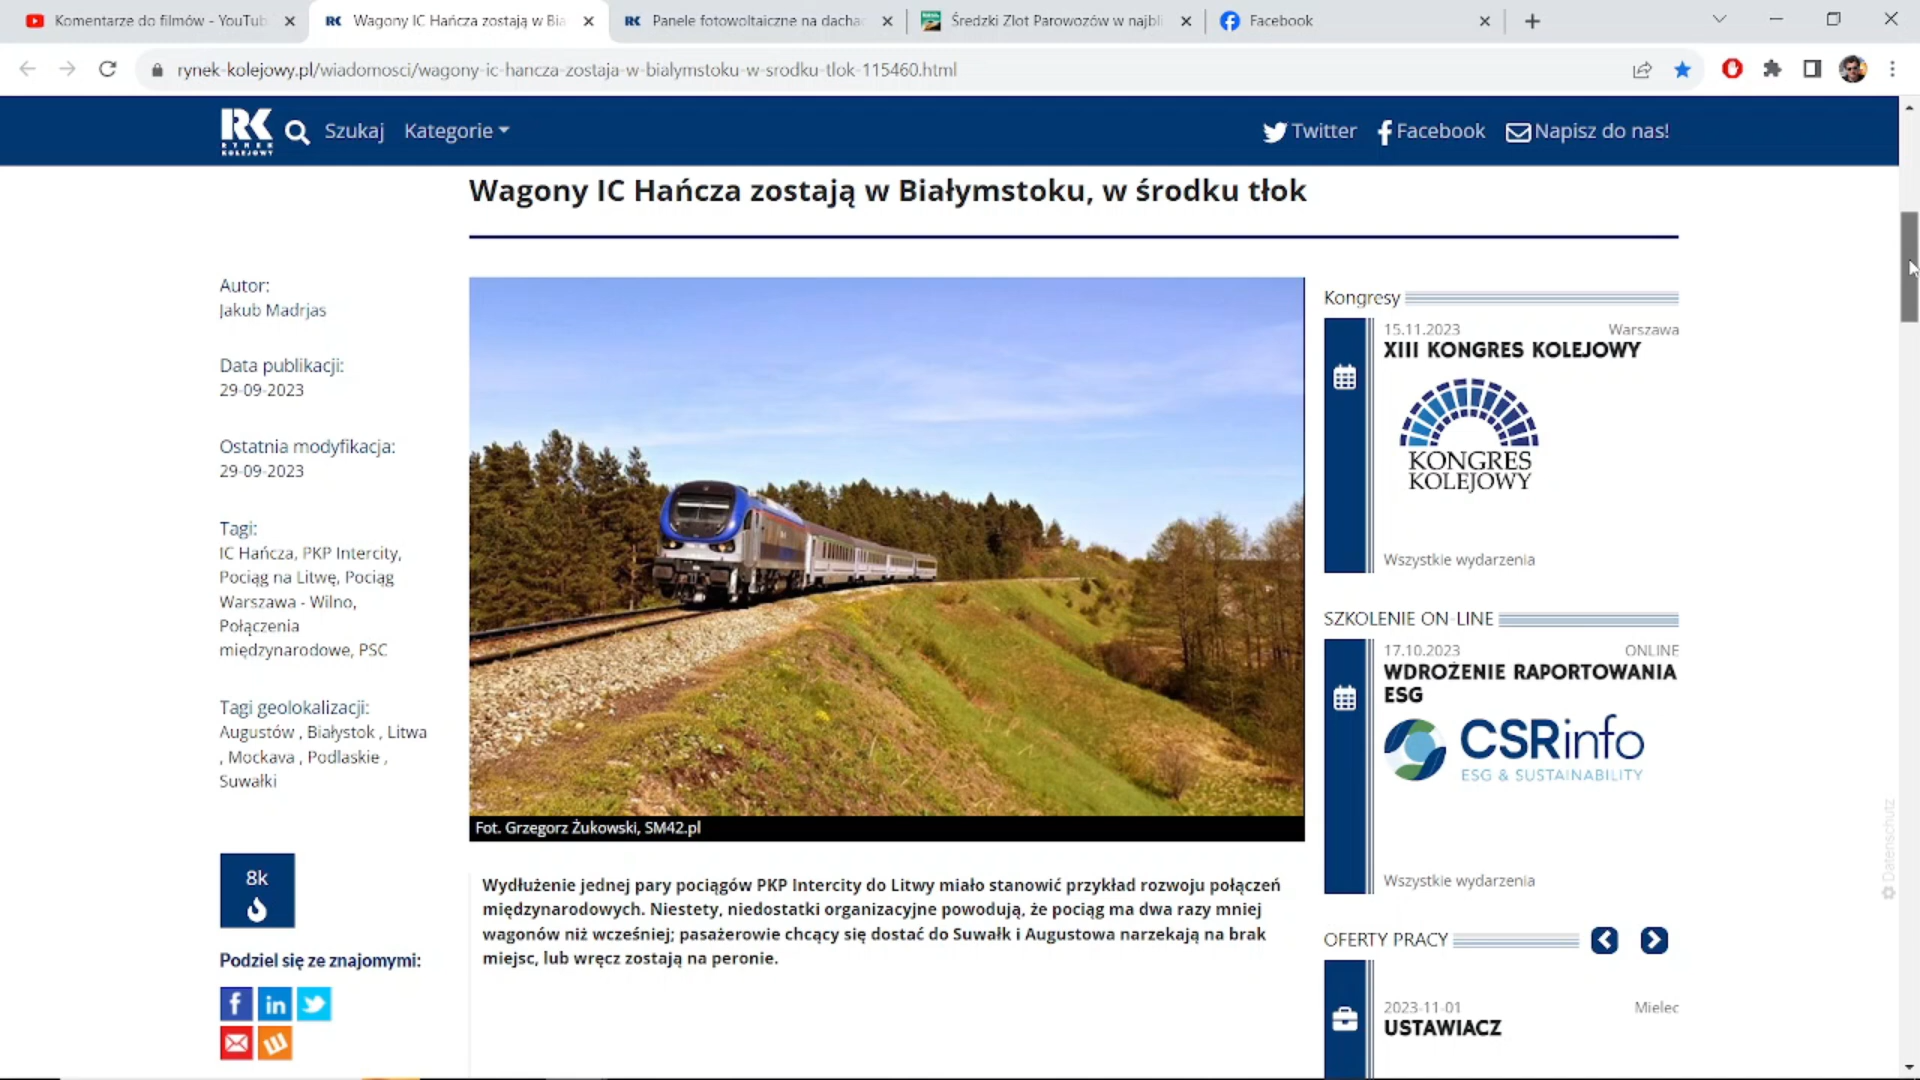 Komentarze do filmów - YouTub
Wagony IC Hańcza zostają w Bia
Panele fotowoltaiczne na dacha
Średzki Zlot Parowozów w najbli
Facebook
rynek-kolejowy.pl/wiadomosci/wagony-ic-hancza-zostaja-w-bialymstoku-w-srodku-tlok-115460.html
RK
RYNEK
KOLEJOWY
Szukaj
Kategorie
Twitter
Facebook
Napisz do nas!
Wagony IC Hańcza zostają w Białymstoku, w środku tłok
Autor:
Jakub Madrjas
Data publikacji:
29-09-2023
Ostatnia modyfikacja:
29-09-2023
Tagi:
IC Hańcza, PKP Intercity,
Pociąg na Litwę, Pociąg
Warszawa - Wilno,
Połączenia
międzynarodowe, PSC
Tagi geolokalizacji:
Augustów , Białystok , Litwa
, Mockava , Podlaskie ,
Suwałki
8k
Podziel się ze znajomymi:
Fot. Grzegorz Żukowski, SM42.pl
Wydłużenie jednej pary pociągów PKP Intercity do Litwy miało stanowić przykład rozwoju połączeń
międzynarodowych. Niestety, niedostatki organizacyjne powodują, że pociąg ma dwa razy mniej
wagonów niż wcześniej; pasażerowie chcący się dostać do Suwałk i Augustowa narzekają na brak
miejsc, lub wręcz zostają na peronie.
Kongresy
15.11.2023 Warszawa
XIII KONGRES KOLEJOWY
KONGRES
KOLEJOWY
Wszystkie wydarzenia
SZKOLENIE ON-LINE
17.10.2023 ONLINE
WDROŻENIE RAPORTOWANIA
ESG
CSRinfo
ESG & SUSTAINABILITY
Wszystkie wydarzenia
OFERTY PRACY
2023-11-01 Mielec
USTAWIACZ
Datenschutz